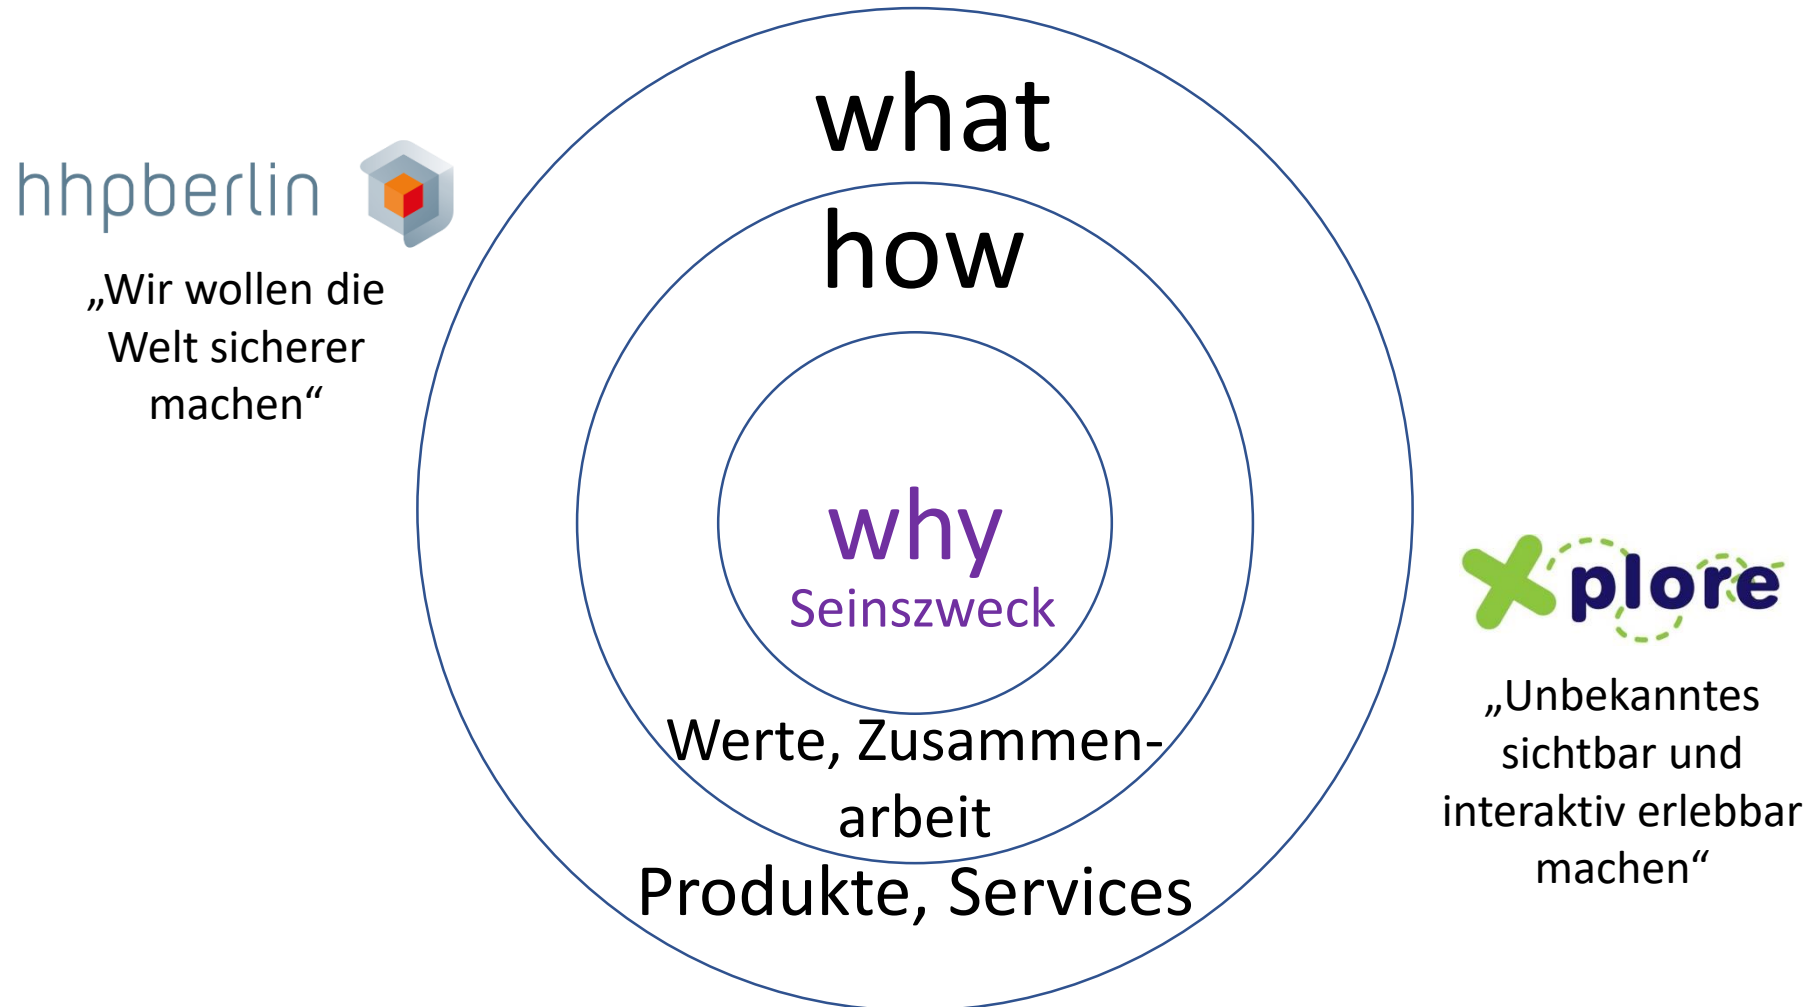 what
how
hhpberlin
„Wir wollen die
Welt sicherer
machen“
why
Seinszweck
Werte, Zusammen-
arbeit
Produkte, Services
Xplore
„Unbekanntes
sichtbar und
interaktiv erlebbar
machen“